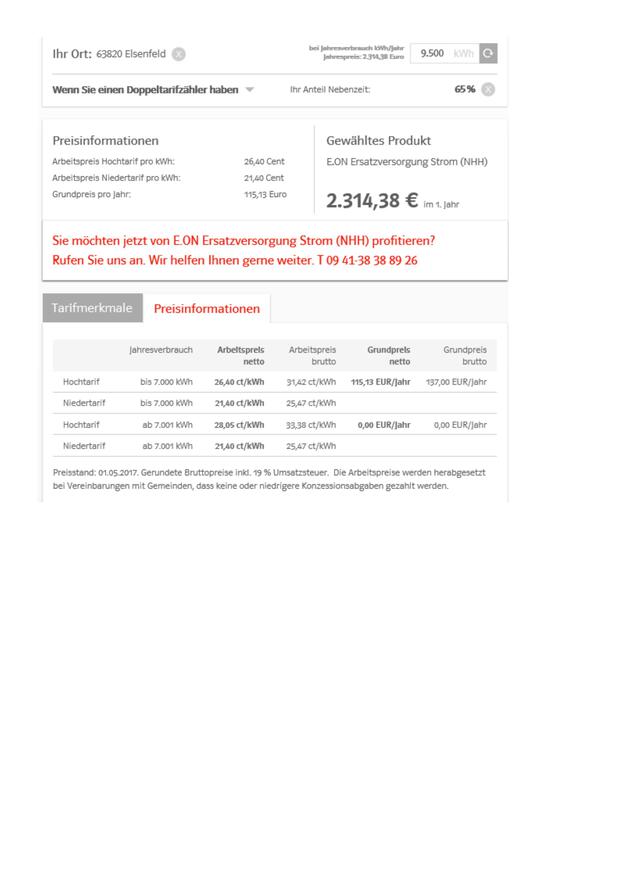 bei Jahresverbrauch kWh/Jahr
Ihr Ort: 63820 Elsenfeld X
Jahrespreis: 2.314,38 Euro
9.500 kWh
Wenn Sie einen Doppeltarifzähler haben Ihr Anteil Nebenzeit: 65% X
Preisinformationen
Arbeitspreis Hochtarif pro kWh: 26,40 Cent
Arbeitspreis Niedertarif pro kWh: 21,40 Cent
Grundpreis pro Jahr: 115,13 Euro
Gewähltes Produkt
E.ON Ersatzversorgung Strom (NHH)
2.314,38 € im 1. Jahr
Sie möchten jetzt von E.ON Ersatzversorgung Strom (NHH) profitieren?
Rufen Sie uns an. Wir helfen Ihnen gerne weiter. T 09 41-38 38 89 26
Tarifmerkmale Preisinformationen
Jahresverbrauch Arbeitspreis Arbeitspreis Grundpreis Grundpreis
netto brutto netto brutto
Hochtarif bis 7.000 kWh 26,40 ct/kWh 31,42 ct/kWh 115,13 EUR/Jahr 137,00 EUR/Jahr
Niedertarif bis 7.000 kWh 21,40 ct/kWh 25,47 ct/kWh
Hochtarif ab 7.001 kWh 28,05 ct/kWh 33,38 ct/kWh 0,00 EUR/Jahr 0,00 EUR/Jahr
Niedertarif ab 7.001 kWh 21,40 ct/kWh 25,47 ct/kWh
Preisstand: 01.05.2017. Gerundete Bruttopreise inkl. 19 % Umsatzsteuer. Die Arbeitspreise werden herabgesetzt
bei Vereinbarungen mit Gemeinden, dass keine oder niedrigere Konzessionsabgaben gezahlt werden.